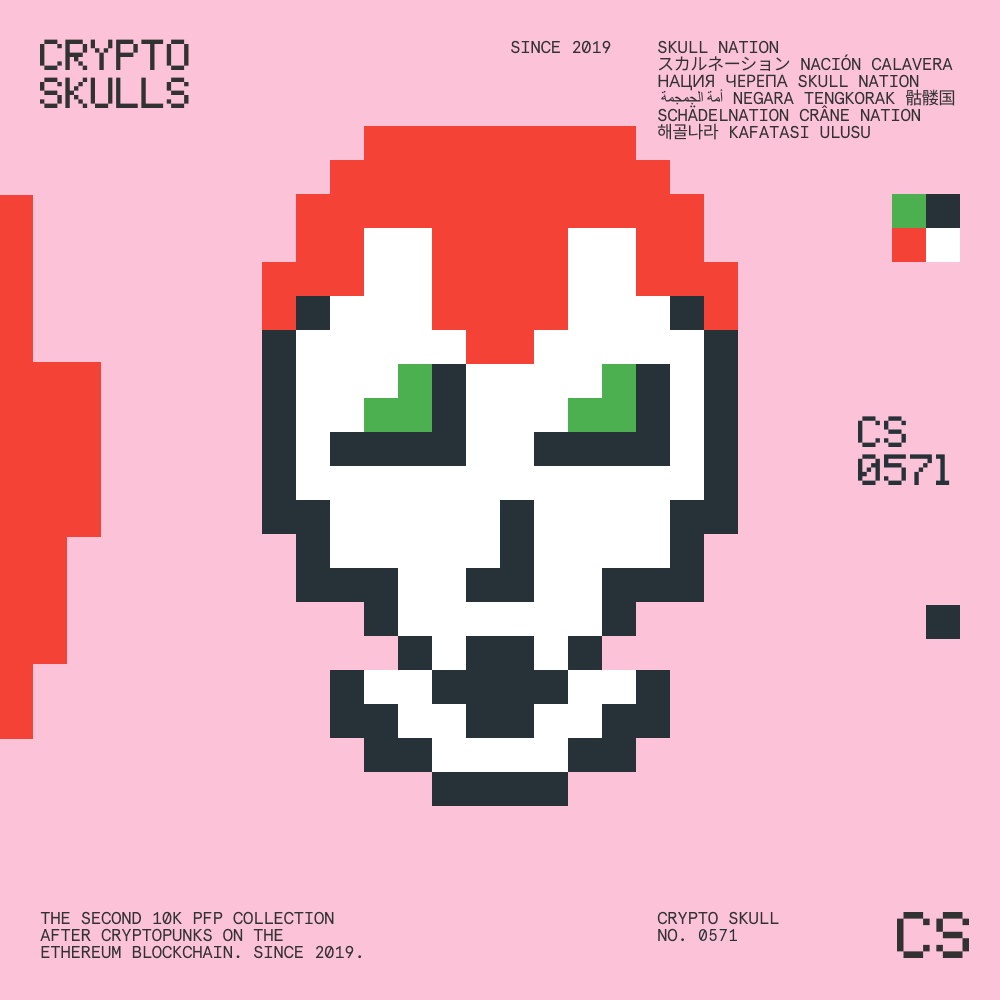 CRYPTO
SKULLS
SINCE 2019
SKULL NATION
スカルネーション NACIÓN CALAVERA
НАЦИЯ ЧЕРЕПА SKULL NATION
أمة الجمجمة NEGARA TENGKORAK 骷髅国
SCHÄDELNATION CRÂNE NATION
해골나라 KAFATASI ULUSU
CS
0571
THE SECOND 10K PFP COLLECTION
AFTER CRYPTOPUNKS ON THE
ETHEREUM BLOCKCHAIN. SINCE 2019.
CRYPTO SKULL
NO. 0571
CS